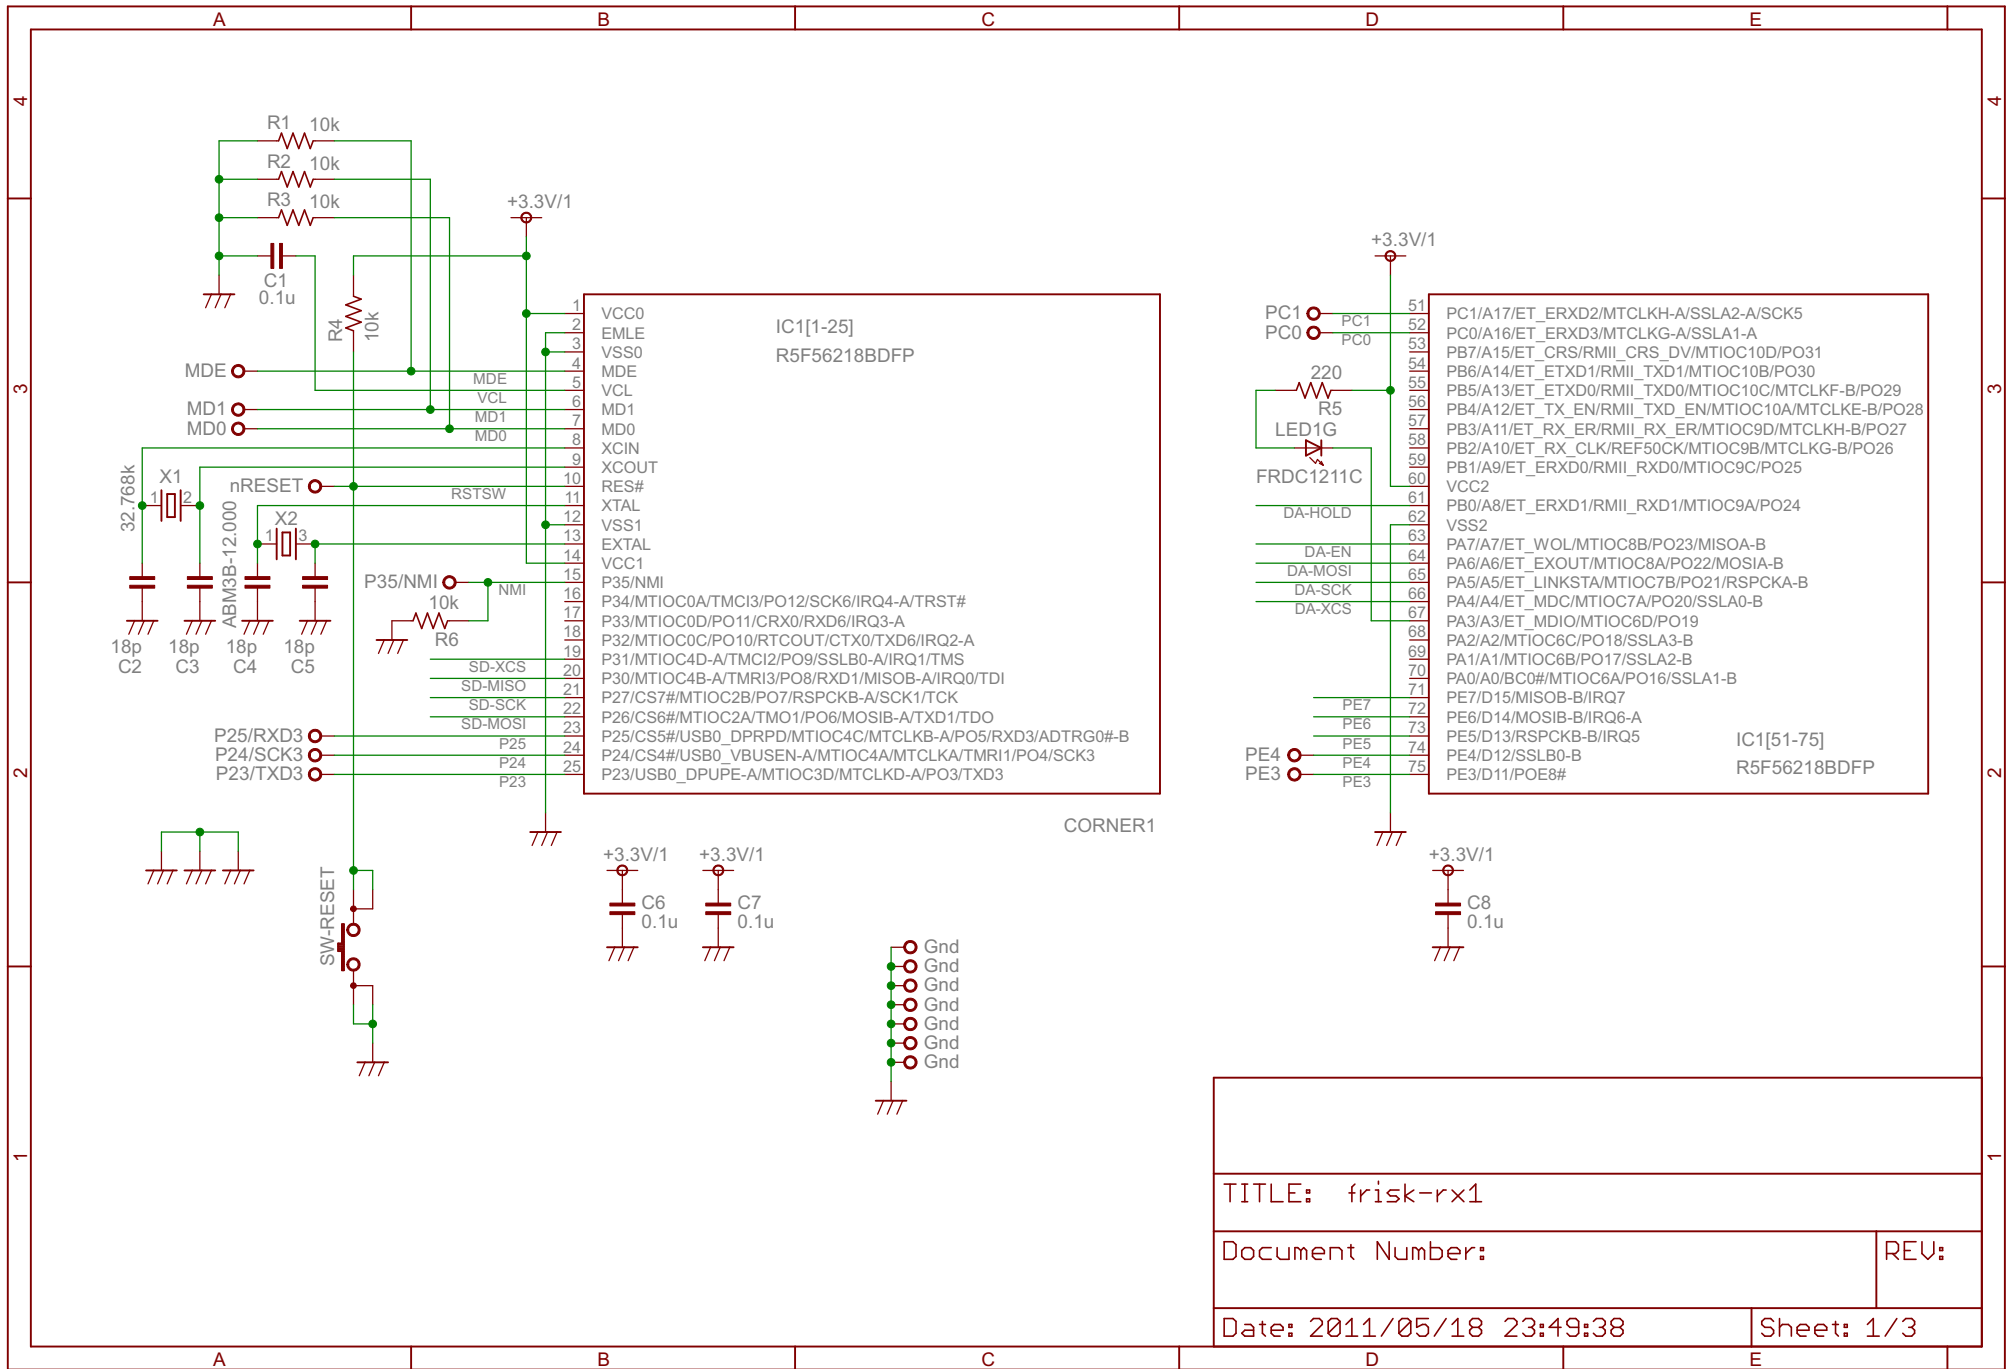 A B C D E
4 4
R1 10k
R2 10k
R3 10k
+3.3V/1
C1
0.1u
R4
10k
MDE
MD1
MD0
MDE
VCL
MD1
MD0
32.768k
X1
1 2
nRESET
RSTSW
X2
1 3
ABM3B-12.000
P35/NMI
NMI
10k
R6
18p
C2
18p
C3
18p
C4
18p
C5
SD-XCS
SD-MISO
SD-SCK
SD-MOSI
P25/RXD3
P24/SCK3
P23/TXD3
P25
P24
P23
IC1[1-25]
R5F56218BDFP
1 VCC0
2 EMLE
3 VSS0
4 MDE
5 VCL
6 MD1
7 MD0
8 XCIN
9 XCOUT
10 RES#
11 XTAL
12 VSS1
13 EXTAL
14 VCC1
15 P35/NMI
16 P34/MTIOC0A/TMCI3/PO12/SCK6/IRQ4-A/TRST#
17 P33/MTIOC0D/PO11/CRX0/RXD6/IRQ3-A
18 P32/MTIOC0C/PO10/RTCOUT/CTX0/TXD6/IRQ2-A
19 P31/MTIOC4D-A/TMCI2/PO9/SSLB0-A/IRQ1/TMS
20 P30/MTIOC4B-A/TMRI3/PO8/RXD1/MISOB-A/IRQ0/TDI
21 P27/CS7#/MTIOC2B/PO7/RSPCKB-A/SCK1/TCK
22 P26/CS6#/MTIOC2A/TMO1/PO6/MOSIB-A/TXD1/TDO
23 P25/CS5#/USB0_DPRPD/MTIOC4C/MTCLKB-A/PO5/RXD3/ADTRG0#-B
24 P24/CS4#/USB0_VBUSEN-A/MTIOC4A/MTCLKA/TMRI1/PO4/SCK3
25 P23/USB0_DPUPE-A/MTIOC3D/MTCLKD-A/PO3/TXD3
CORNER1
+3.3V/1
PC1
PC0
PC1
PC0
220
R5
LED1G
FRDC1211C
DA-HOLD
DA-EN
DA-MOSI
DA-SCK
DA-XCS
PE7
PE6
PE5
PE4
PE3
PE4
PE3
51 PC1/A17/ET_ERXD2/MTCLKH-A/SSLA2-A/SCK5
52 PC0/A16/ET_ERXD3/MTCLKG-A/SSLA1-A
53 PB7/A15/ET_CRS/RMII_CRS_DV/MTIOC10D/PO31
54 PB6/A14/ET_ETXD1/RMII_TXD1/MTIOC10B/PO30
55 PB5/A13/ET_ETXD0/RMII_TXD0/MTIOC10C/MTCLKF-B/PO29
56 PB4/A12/ET_TX_EN/RMII_TXD_EN/MTIOC10A/MTCLKE-B/PO28
57 PB3/A11/ET_RX_ER/RMII_RX_ER/MTIOC9D/MTCLKH-B/PO27
58 PB2/A10/ET_RX_CLK/REF50CK/MTIOC9B/MTCLKG-B/PO26
59 PB1/A9/ET_ERXD0/RMII_RXD0/MTIOC9C/PO25
60 VCC2
61 PB0/A8/ET_ERXD1/RMII_RXD1/MTIOC9A/PO24
62 VSS2
63 PA7/A7/ET_WOL/MTIOC8B/PO23/MISOA-B
64 PA6/A6/ET_EXOUT/MTIOC8A/PO22/MOSIA-B
65 PA5/A5/ET_LINKSTA/MTIOC7B/PO21/RSPCKA-B
66 PA4/A4/ET_MDC/MTIOC7A/PO20/SSLA0-B
67 PA3/A3/ET_MDIO/MTIOC6D/PO19
68 PA2/A2/MTIOC6C/PO18/SSLA3-B
69 PA1/A1/MTIOC6B/PO17/SSLA2-B
70 PA0/A0/BC0#/MTIOC6A/PO16/SSLA1-B
71 PE7/D15/MISOB-B/IRQ7
72 PE6/D14/MOSIB-B/IRQ6-A
73 PE5/D13/RSPCKB-B/IRQ5
74 PE4/D12/SSLB0-B
75 PE3/D11/POE8#
IC1[51-75]
R5F56218BDFP
3 3
2 2
SW-RESET
+3.3V/1
C6
0.1u
+3.3V/1
C7
0.1u
+3.3V/1
C8
0.1u
Gnd
Gnd
Gnd
Gnd
Gnd
Gnd
Gnd
1 1
TITLE: frisk-rx1
Document Number:
REV:
Date: 2011/05/18 23:49:38
Sheet: 1/3
A B C D E